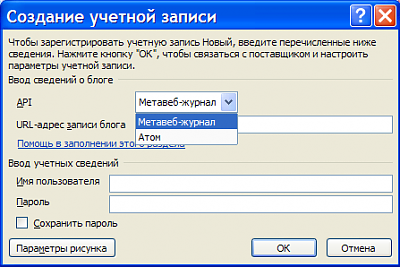 Создание учетной записи
Чтобы зарегистрировать учетную запись Новый, введите перечисленные ниже
сведения. Нажмите кнопку "ОК", чтобы связаться с поставщиком и настроить
параметры учетной записи.
Ввод сведений о блоге
API
Метавеб-журнал
URL-адрес записи блога
Метавеб-журнал
Атом
Помощь в заполнении этого раздела
Ввод учетных сведений
Имя пользователя
Пароль
Сохранить пароль
Параметры рисунка
ОК
Отмена